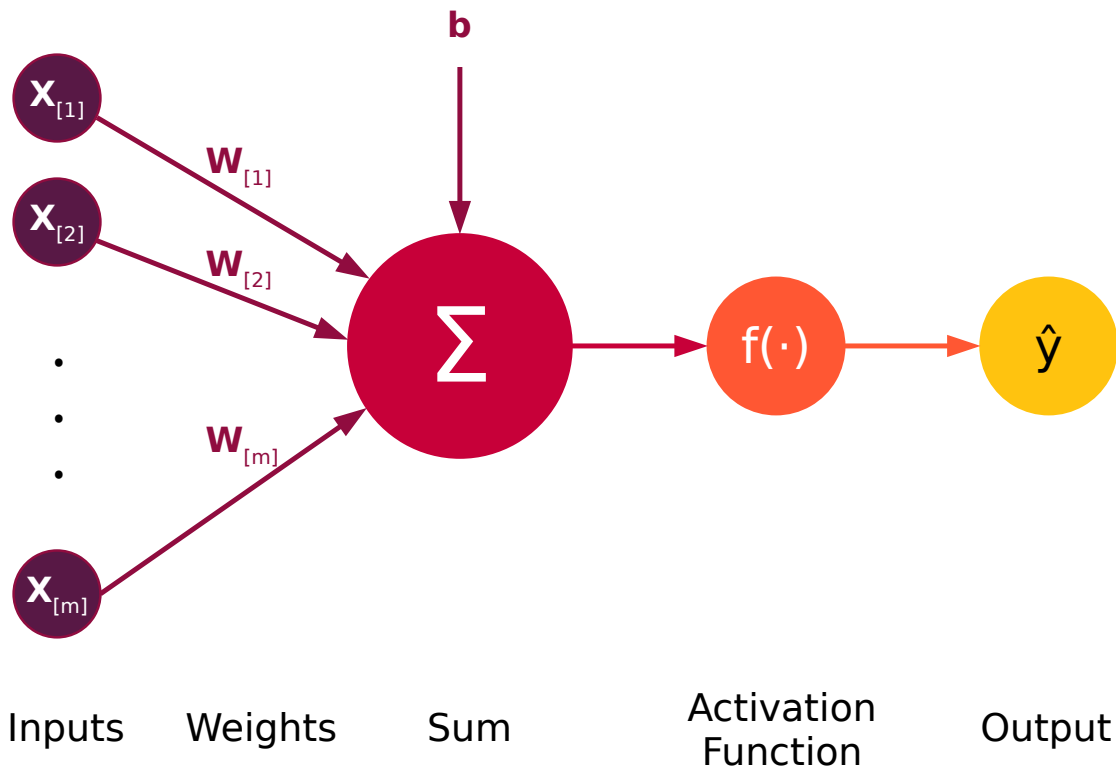 b
X[1]
W[1]
X[2]
W[2]
Σ
f(·)
ŷ
W[m]
X[m]
Inputs
Weights
Sum
Activation
Function
Output